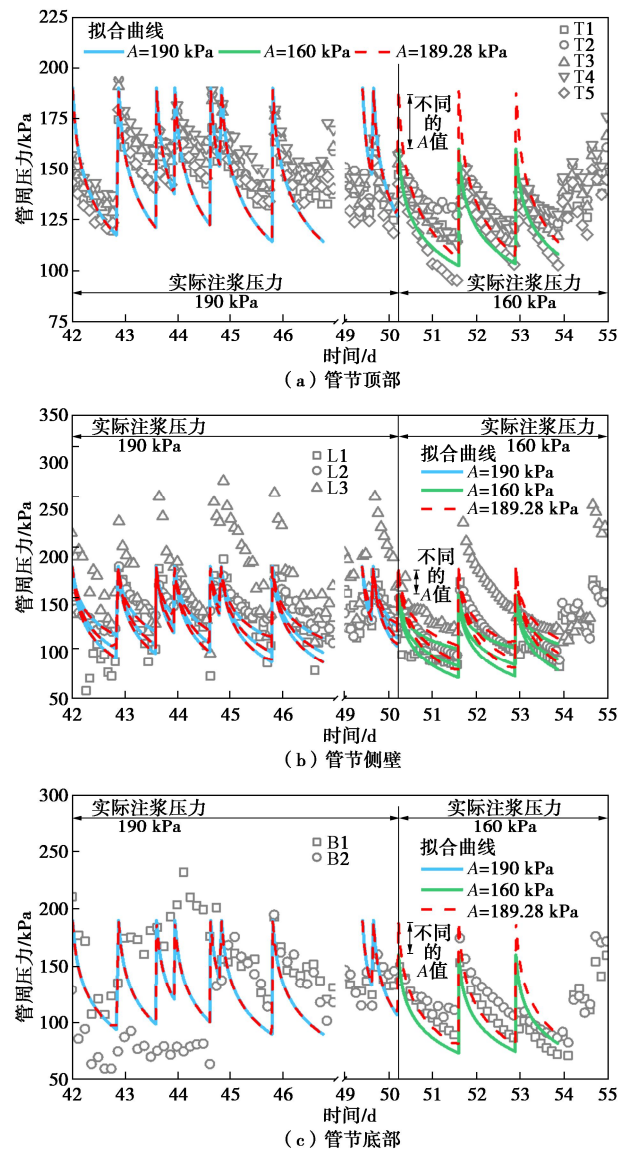 拟合曲线
A=190 kPa A=160 kPa A=189.28 kPa
T1
T2
T3
T4
T5
不同
的
A值
实际注浆压力
190 kPa
实际注浆压力
160 kPa
管周压力/kPa
225
200
175
150
125
100
75
42 43 44 45 46 49 50 51 52 53 54 55
时间/d
(a)管节顶部
实际注浆压力
190 kPa
实际注浆压力
160 kPa
L1
L2
L3
拟合曲线
A=190 kPa
A=160 kPa
A=189.28 kPa
不同
的
A值
管周压力/kPa
350
300
250
200
150
100
50
42 43 44 45 46 49 50 51 52 53 54 55
时间/d
(b)管节侧壁
实际注浆压力
190 kPa
实际注浆压力
160 kPa
B1
B2
拟合曲线
A=190 kPa
A=160 kPa
A=189.28 kPa
不同
的
A值
管周压力/kPa
300
250
200
150
100
50
42 43 44 45 46 49 50 51 52 53 54 55
时间/d
(c)管节底部